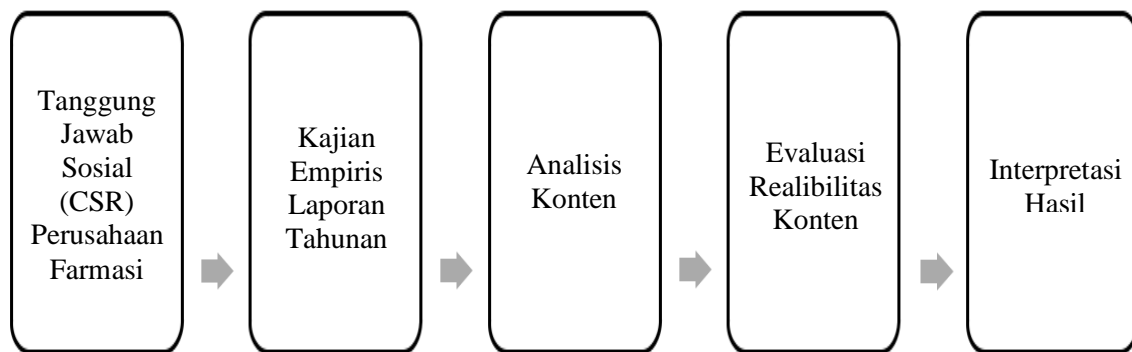 Tanggung
Jawab
Sosial
(CSR)
Perusahaan
Farmasi
Kajian
Empiris
Laporan
Tahunan
Analisis
Konten
Evaluasi
Realibilitas
Konten
Interpretasi
Hasil